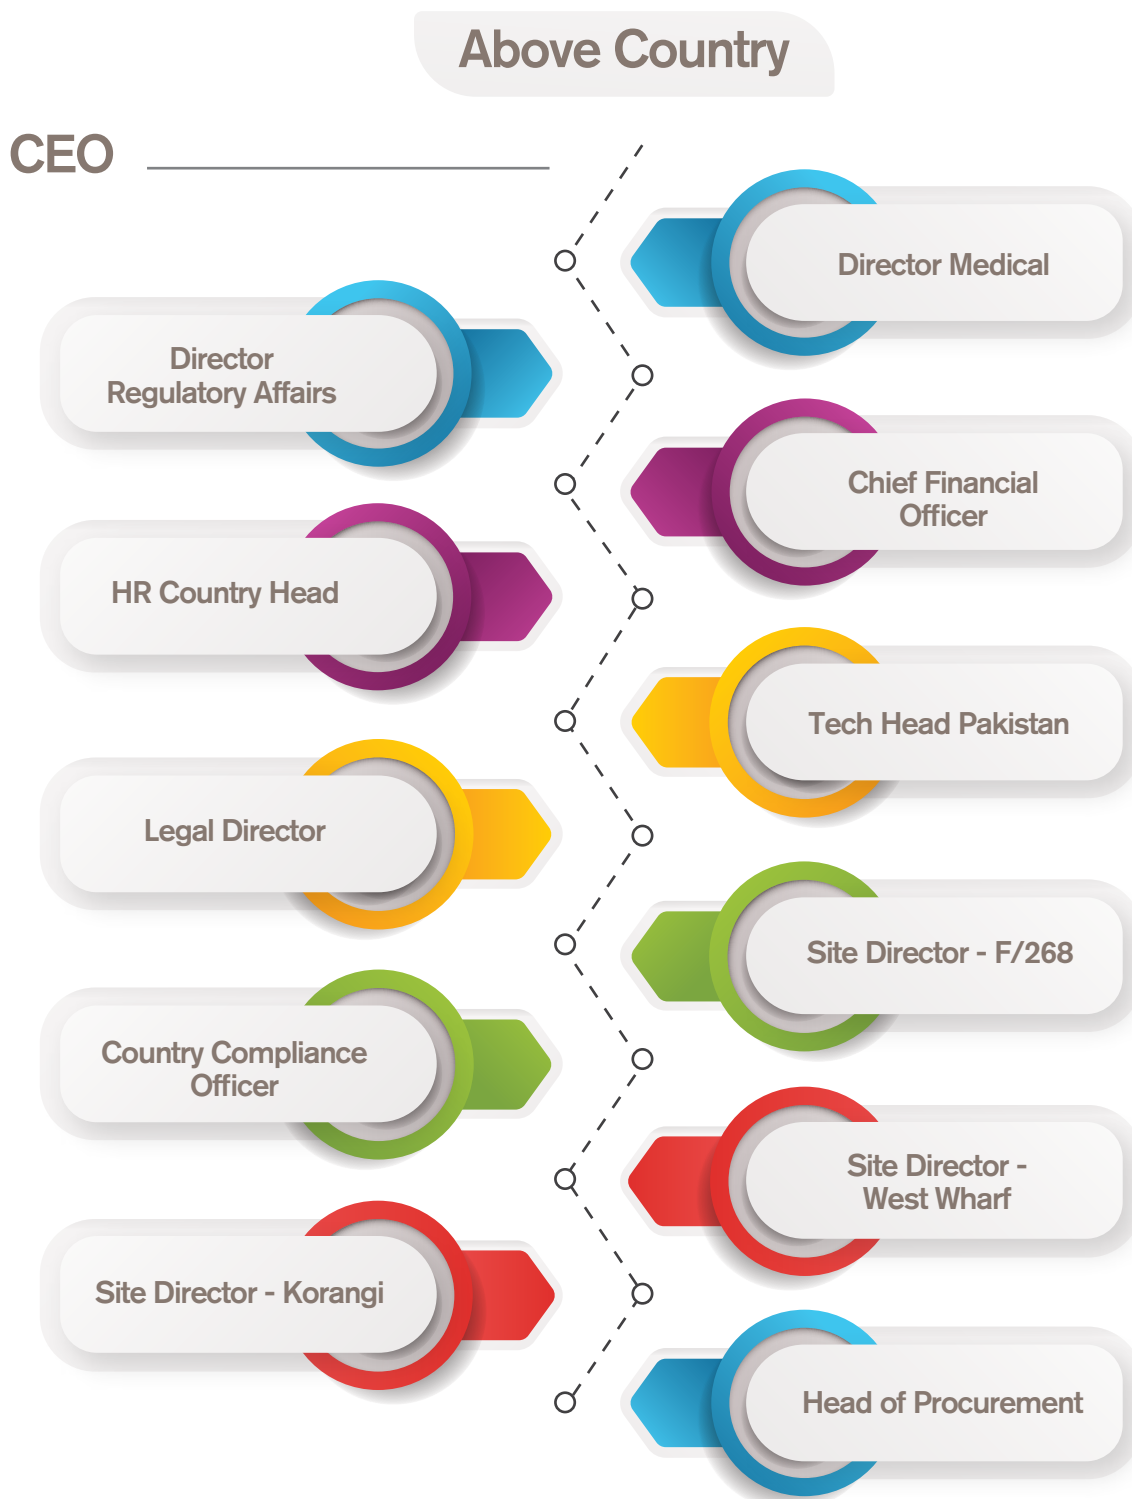 Above Country
CEO
Director Medical
Director
Regulatory Affairs
Chief Financial
Officer
HR Country Head
Tech Head Pakistan
Legal Director
Site Director - F/268
Country Compliance
Officer
Site Director -
West Wharf
Site Director - Korangi
Head of Procurement